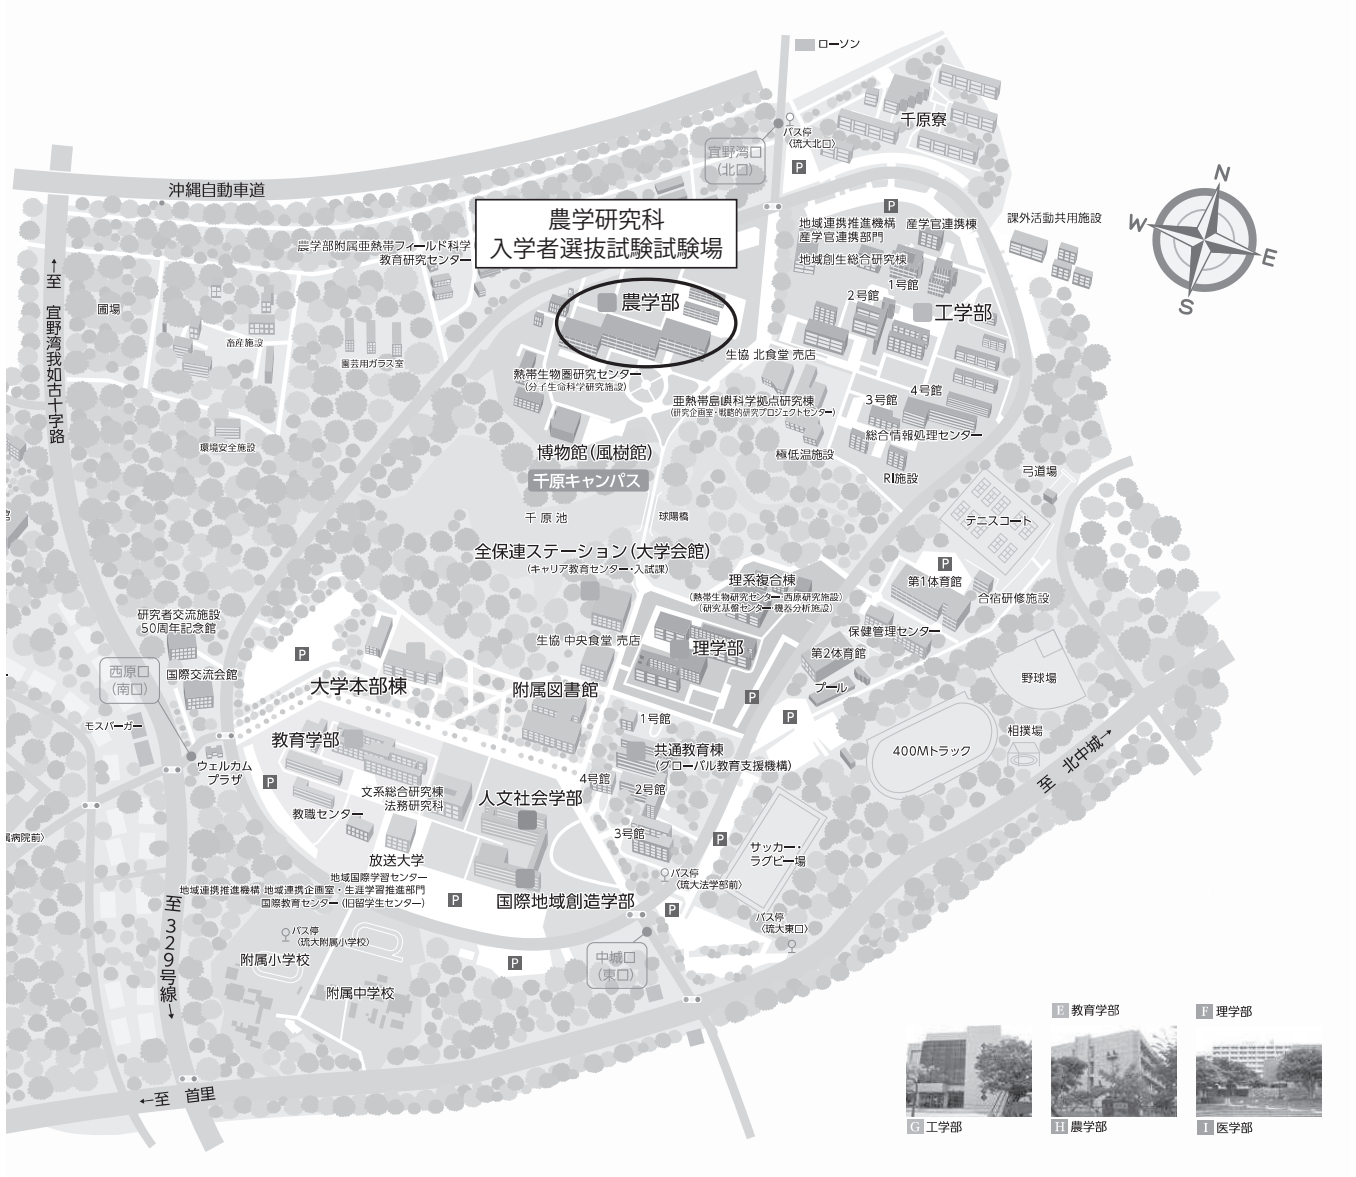 ローソン
千原寮
バス停
〈琉大北口〉
宜野湾口
(北口)
P
沖縄自動車道
農学研究科
入学者選抜試験試験場
P
地域連携推進機構
産学官連携部門
産学官連携棟
課外活動共用施設
N
W
E
S
農学部附属亜熱帯フィールド科学
教育研究センター
地域創生総合研究棟
1号館
2号館
工学部
農学部
←至 宜野湾我如古十字路
圃場
畜産施設
園芸用ガラス室
生協 北食堂 売店
熱帯生物圏研究センター
(分子生命科学研究施設)
亜熱帯島嶼科学拠点研究棟
(研究企画室・戦略的研究プロジェクトセンター)
4号館
3号館
総合情報処理センター
環境安全施設
博物館(風樹館)
極低温施設
RI施設
弓道場
千原キャンパス
千原池
球陽橋
テニスコート
全保連ステーション(大学会館)
(キャリア教育センター・入試課)
P
理系複合棟
(熱帯生物研究センター・西原研究施設)
(研究基盤センター・機器分析施設)
第1体育館
合宿研修施設
研究者交流施設
50周年記念館
生協 中央食堂 売店
理学部
保健管理センター
第2体育館
P
西原口
(南口)
国際交流会館
大学本部棟
附属図書館
プール
野球場
P
P
モスバーガー
1号館
教育学部
共通教育棟
(グローバル教育支援機構)
400Mトラック
相撲場
至 北中城→
ウェルカム
プラザ
P
4号館
2号館
文系総合研究棟
法務研究科
人文社会学部
教職センター
3号館
P
サッカー・
ラグビー場
属病院前〉
放送大学
地域国際学習センター
地域連携推進機構 地域連携企画室・生涯学習推進部門
国際教育センター(旧留学生センター)
バス停
〈琉大法学部前〉
P
国際地域創造学部
P
バス停
〈琉大東口〉
至 329号線→
バス停
〈琉大附属小学校〉
附属小学校
P
中城口
(東口)
附属中学校
←至 首里
E 教育学部
F 理学部
G 工学部
H 農学部
I 医学部